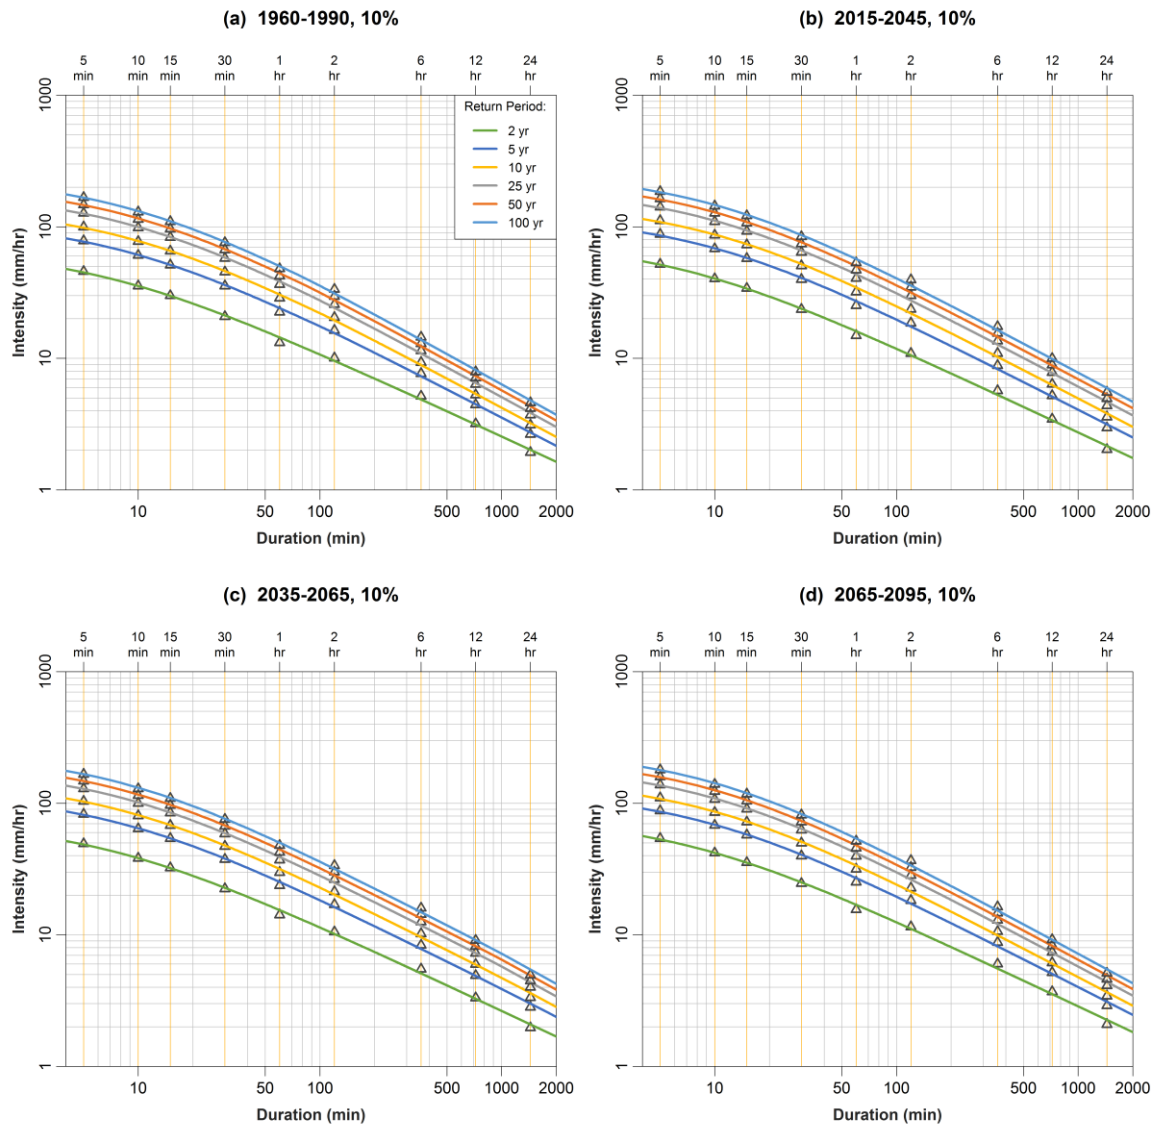 (a) 1960-1990, 10%
5 10 15 30 1 2 6 12 24
min min min min hr hr hr hr hr
1000
100
10
1
Intensity (mm/hr)
Return Period:
2 yr
5 yr
10 yr
25 yr
50 yr
100 yr
10 50 100 500 1000 2000
Duration (min)
(b) 2015-2045, 10%
5 10 15 30 1 2 6 12 24
min min min min hr hr hr hr hr
1000
100
10
1
Intensity (mm/hr)
10 50 100 500 1000 2000
Duration (min)
(c) 2035-2065, 10%
5 10 15 30 1 2 6 12 24
min min min min hr hr hr hr hr
1000
100
10
1
Intensity (mm/hr)
10 50 100 500 1000 2000
Duration (min)
(d) 2065-2095, 10%
5 10 15 30 1 2 6 12 24
min min min min hr hr hr hr hr
1000
100
10
1
Intensity (mm/hr)
10 50 100 500 1000 2000
Duration (min)